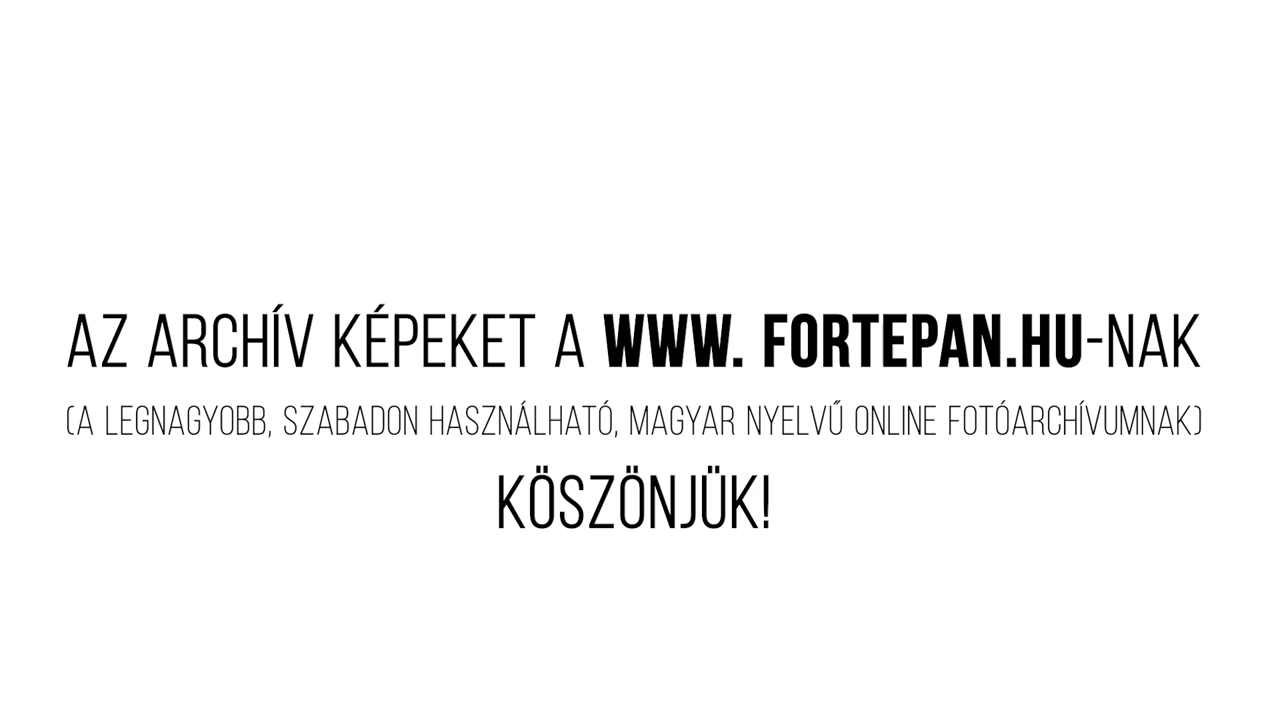 AZ ARCHÍV KÉPEKET A WWW. FORTEPAN.HU-NAK
(A LEGNAGYOBB, SZABADON HASZNÁLHATÓ, MAGYAR NYELVŰ ONLINE FOTÓARCHÍVUMNAK)
KÖSZÖNJÜK!